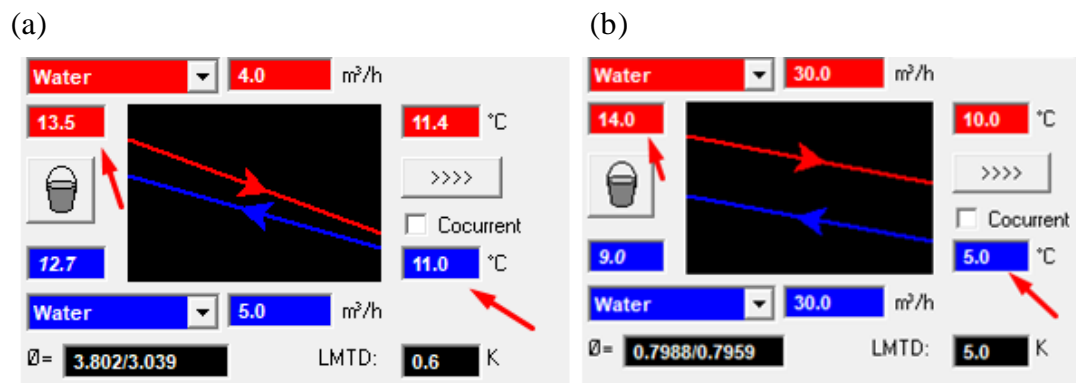 (a)
Water 4.0 m³/h
13.5 11.4 °C
>>>>
Cocurrent
12.7 11.0 °C
Water 5.0 m³/h
Ø= 3.802/3.039 LMTD: 0.6 K
(b)
Water 30.0 m³/h
14.0 10.0 °C
>>>>
Cocurrent
9.0 5.0 °C
Water 30.0 m³/h
Ø= 0.7988/0.7959 LMTD: 5.0 K